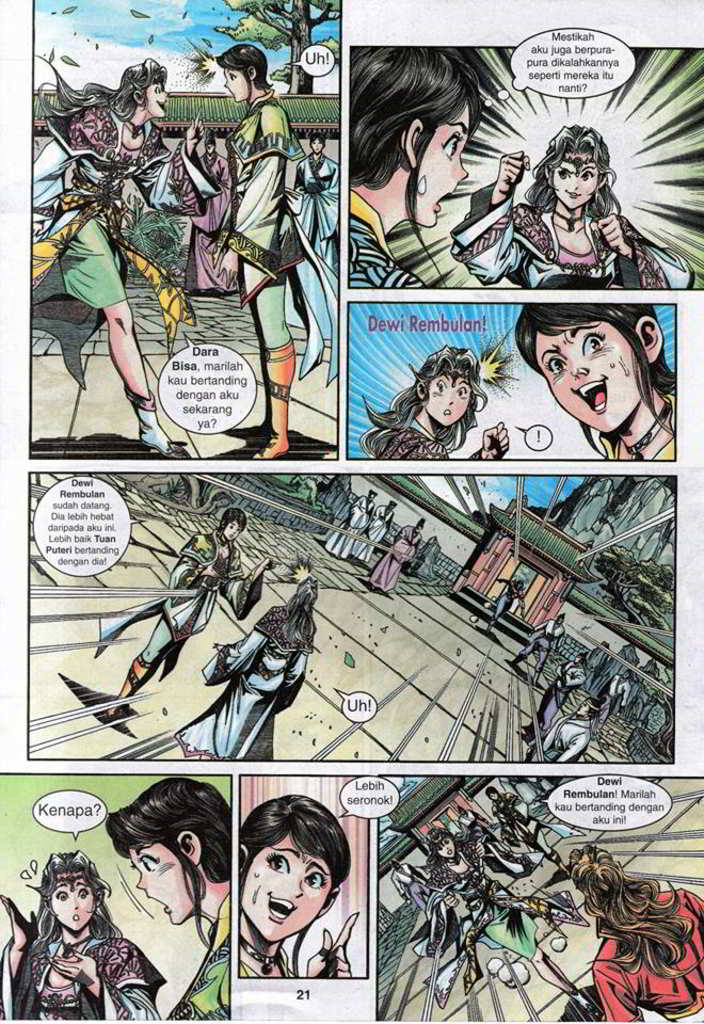 Uh!
Dara
Bisa, marilah
kau bertanding
dengan aku
sekarang
ya?
Mestikah
aku juga berpura-
pura dikalahkannya
seperti mereka itu
nanti?
Dewi Rembulan!
!
Dewi
Rembulan
sudah datang.
Dia lebih hebat
daripada aku ini.
Lebih baik Tuan
Puteri bertanding
dengan dia!
Uh!
Kenapa?
Lebih
seronok!
Dewi
Rembulan! Marilah
kau bertanding dengan
aku ini!
21